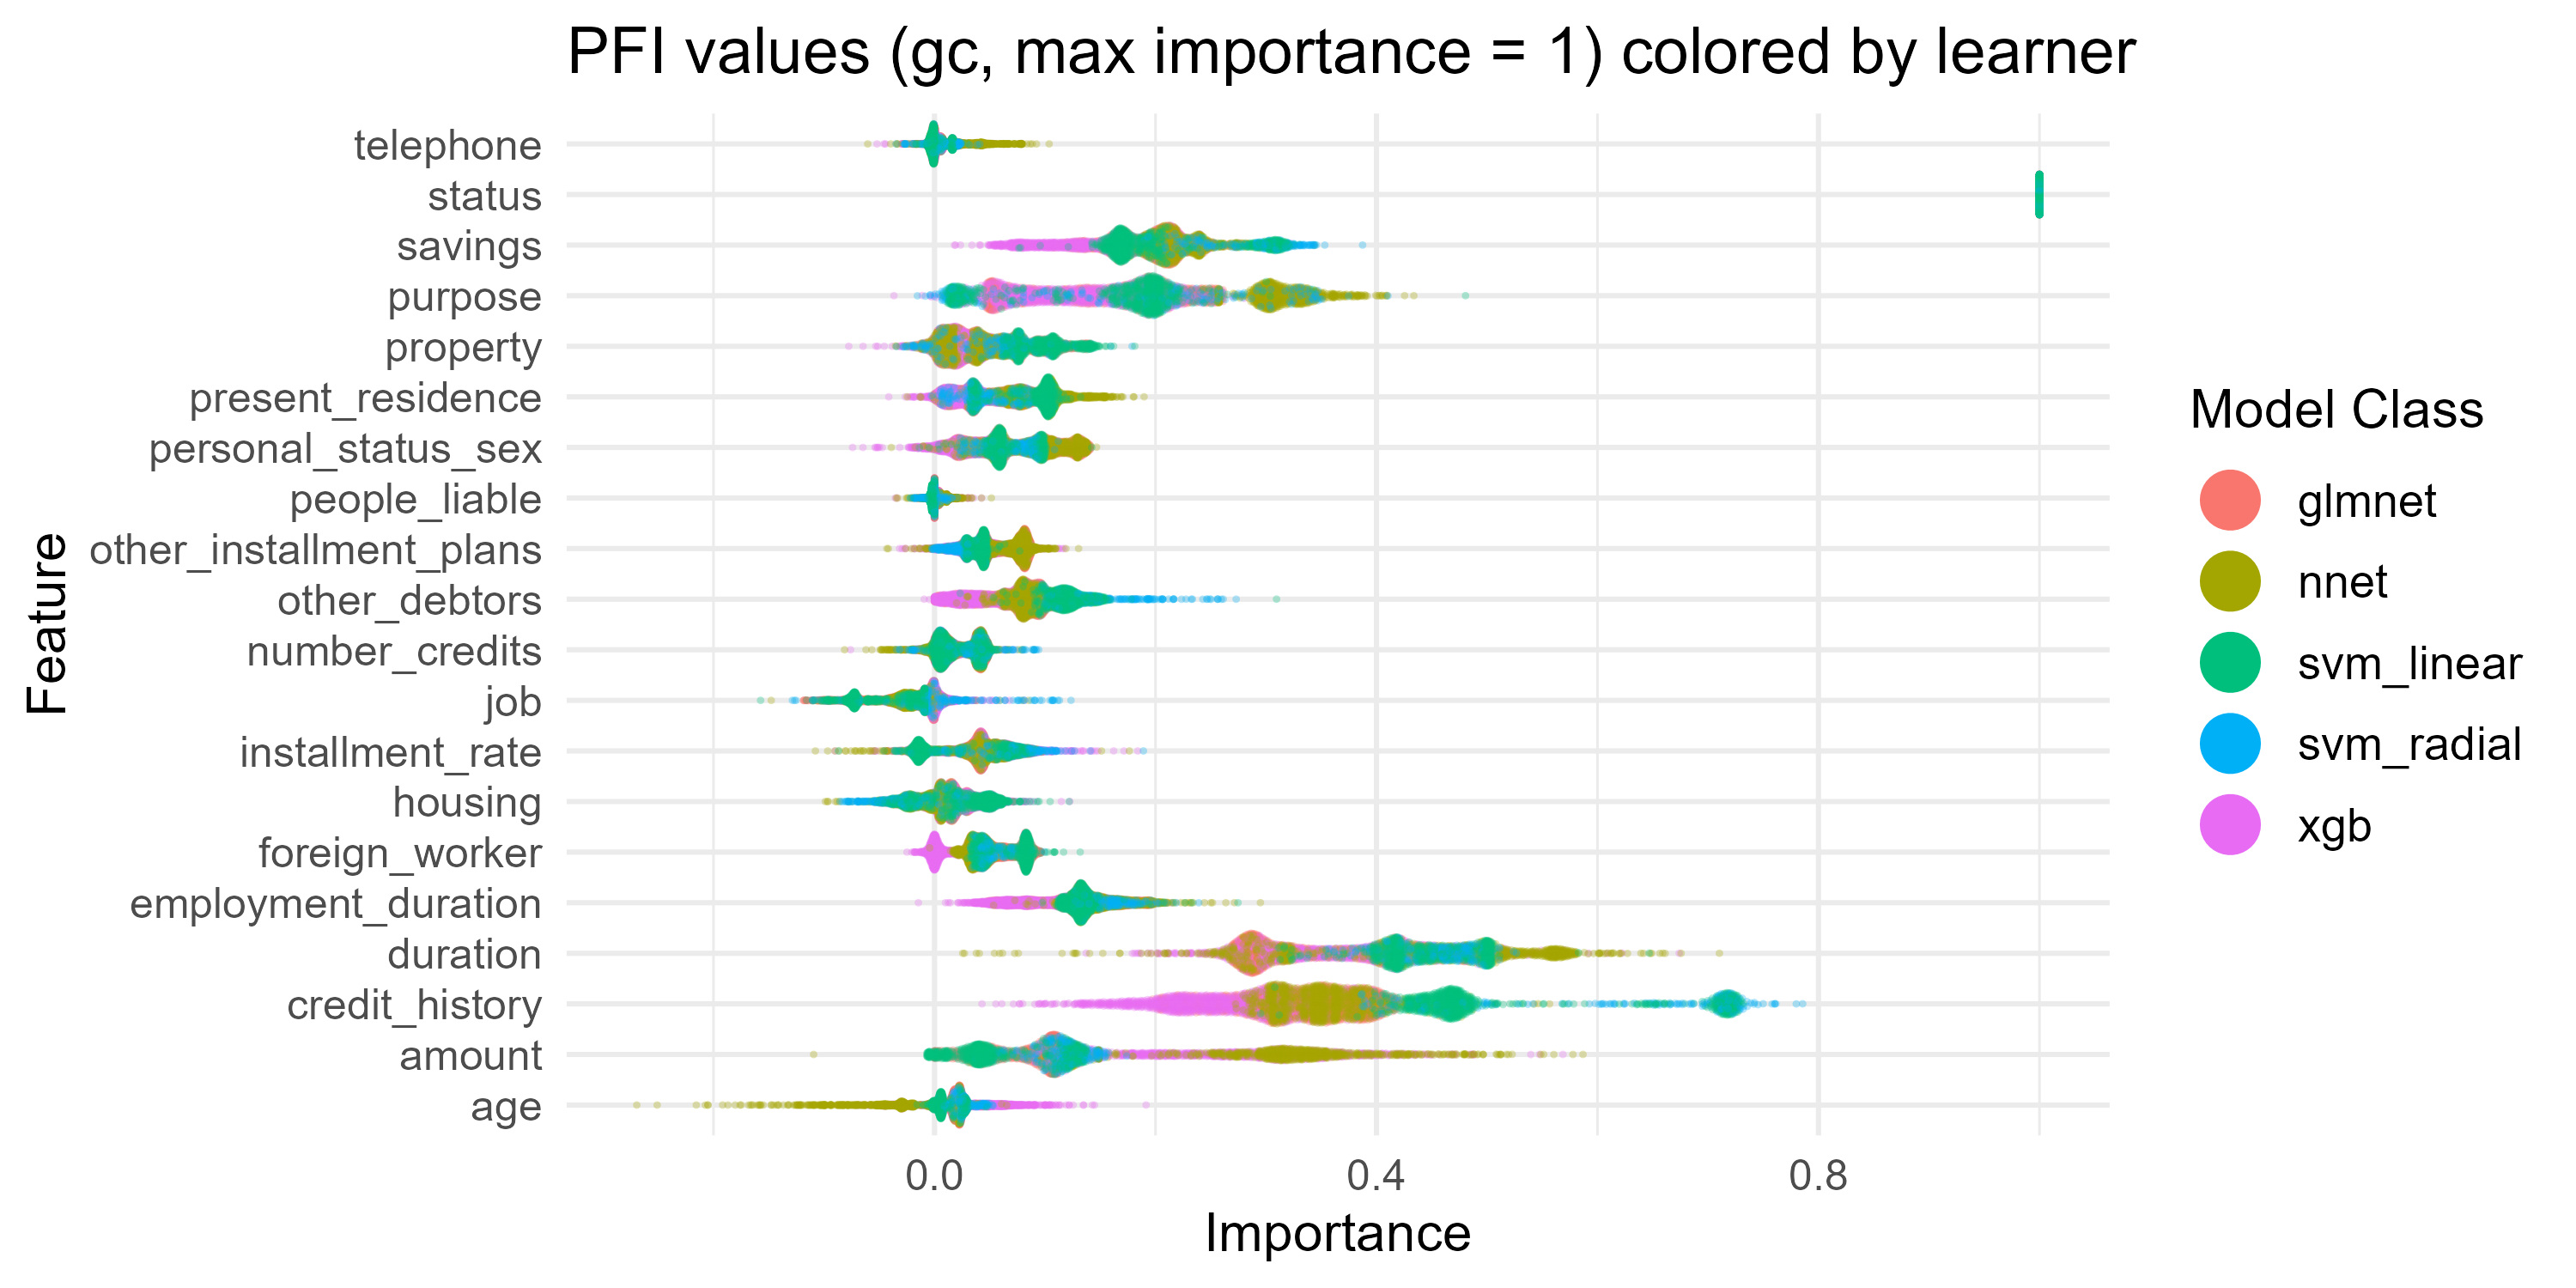 PFI values (gc, max importance = 1) colored by learner
Feature
telephone
status
savings
purpose
property
present_residence
personal_status_sex
people_liable
other_installment_plans
other_debtors
number_credits
job
installment_rate
housing
foreign_worker
employment_duration
duration
credit_history
amount
age
0.0 0.4 0.8
Importance
Model Class
glmnet
nnet
svm_linear
svm_radial
xgb